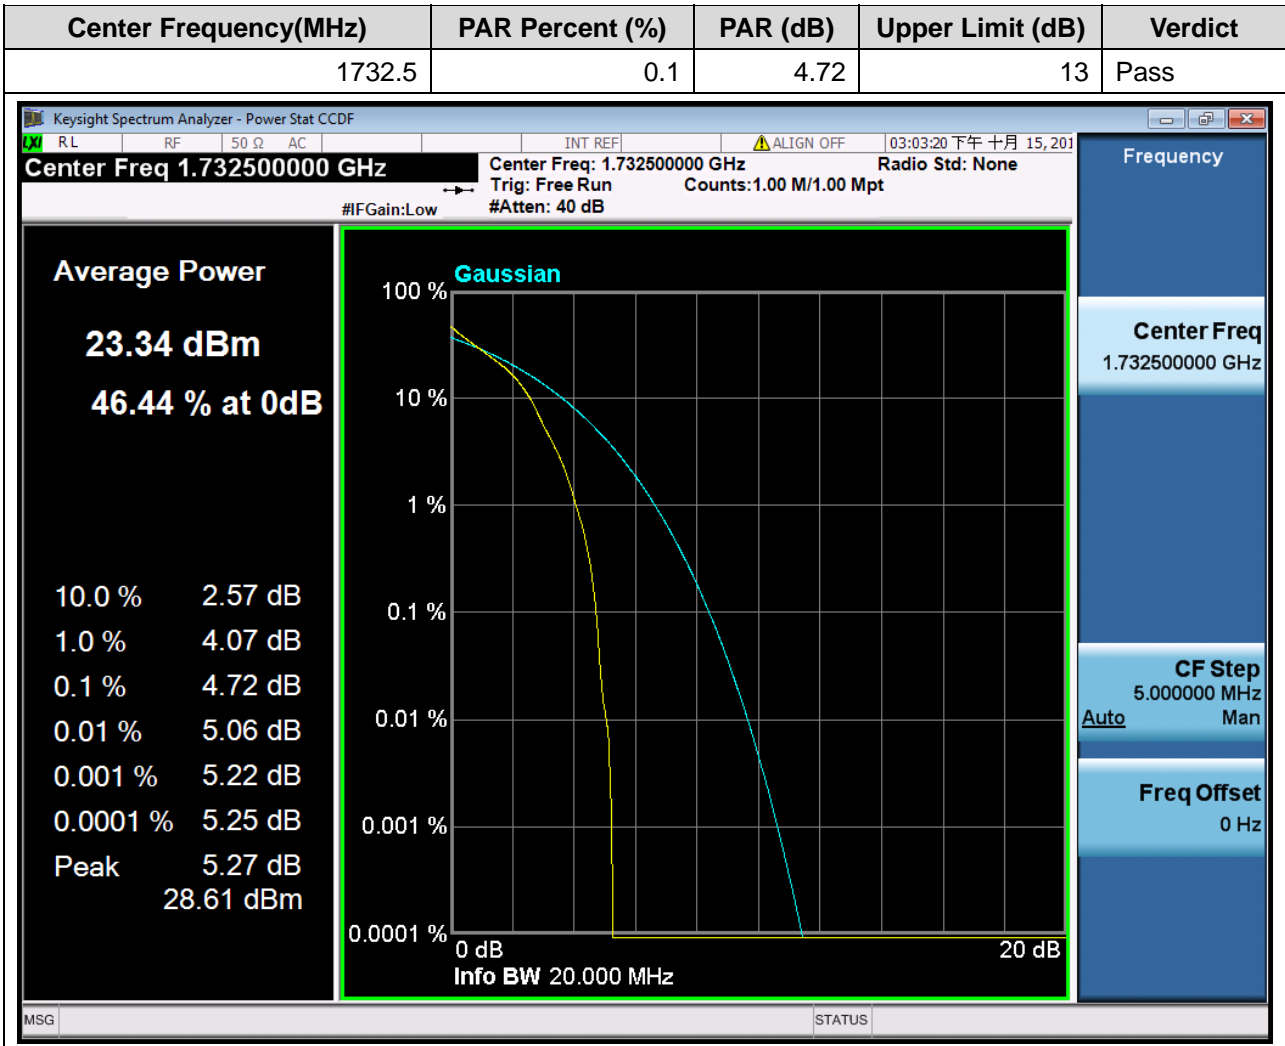 Center Frequency(MHz) PAR Percent (%) PAR (dB) Upper Limit (dB) Verdict
1732.5 0.1 4.72 13 Pass
Keysight Spectrum Analyzer - Power Stat CCDF
LXI RL RF 50 Ω AC INT REF ALIGN OFF 03:03:20 下午 十月 15, 201
Center Freq 1.732500000 GHz
Center Freq: 1.732500000 GHz Radio Std: None
Trig: Free Run Counts:1.00 M/1.00 Mpt
#IFGain:Low #Atten: 40 dB
Average Power
23.34 dBm
46.44 % at 0dB
10.0 % 2.57 dB
1.0 % 4.07 dB
0.1 % 4.72 dB
0.01 % 5.06 dB
0.001 % 5.22 dB
0.0001 % 5.25 dB
Peak 5.27 dB
28.61 dBm
Gaussian
100 %
10 %
1 %
0.1 %
0.01 %
0.001 %
0.0001 %
0 dB 20 dB
Info BW 20.000 MHz
Frequency
Center Freq
1.732500000 GHz
CF Step
5.000000 MHz
Auto Man
Freq Offset
0 Hz
MSG STATUS